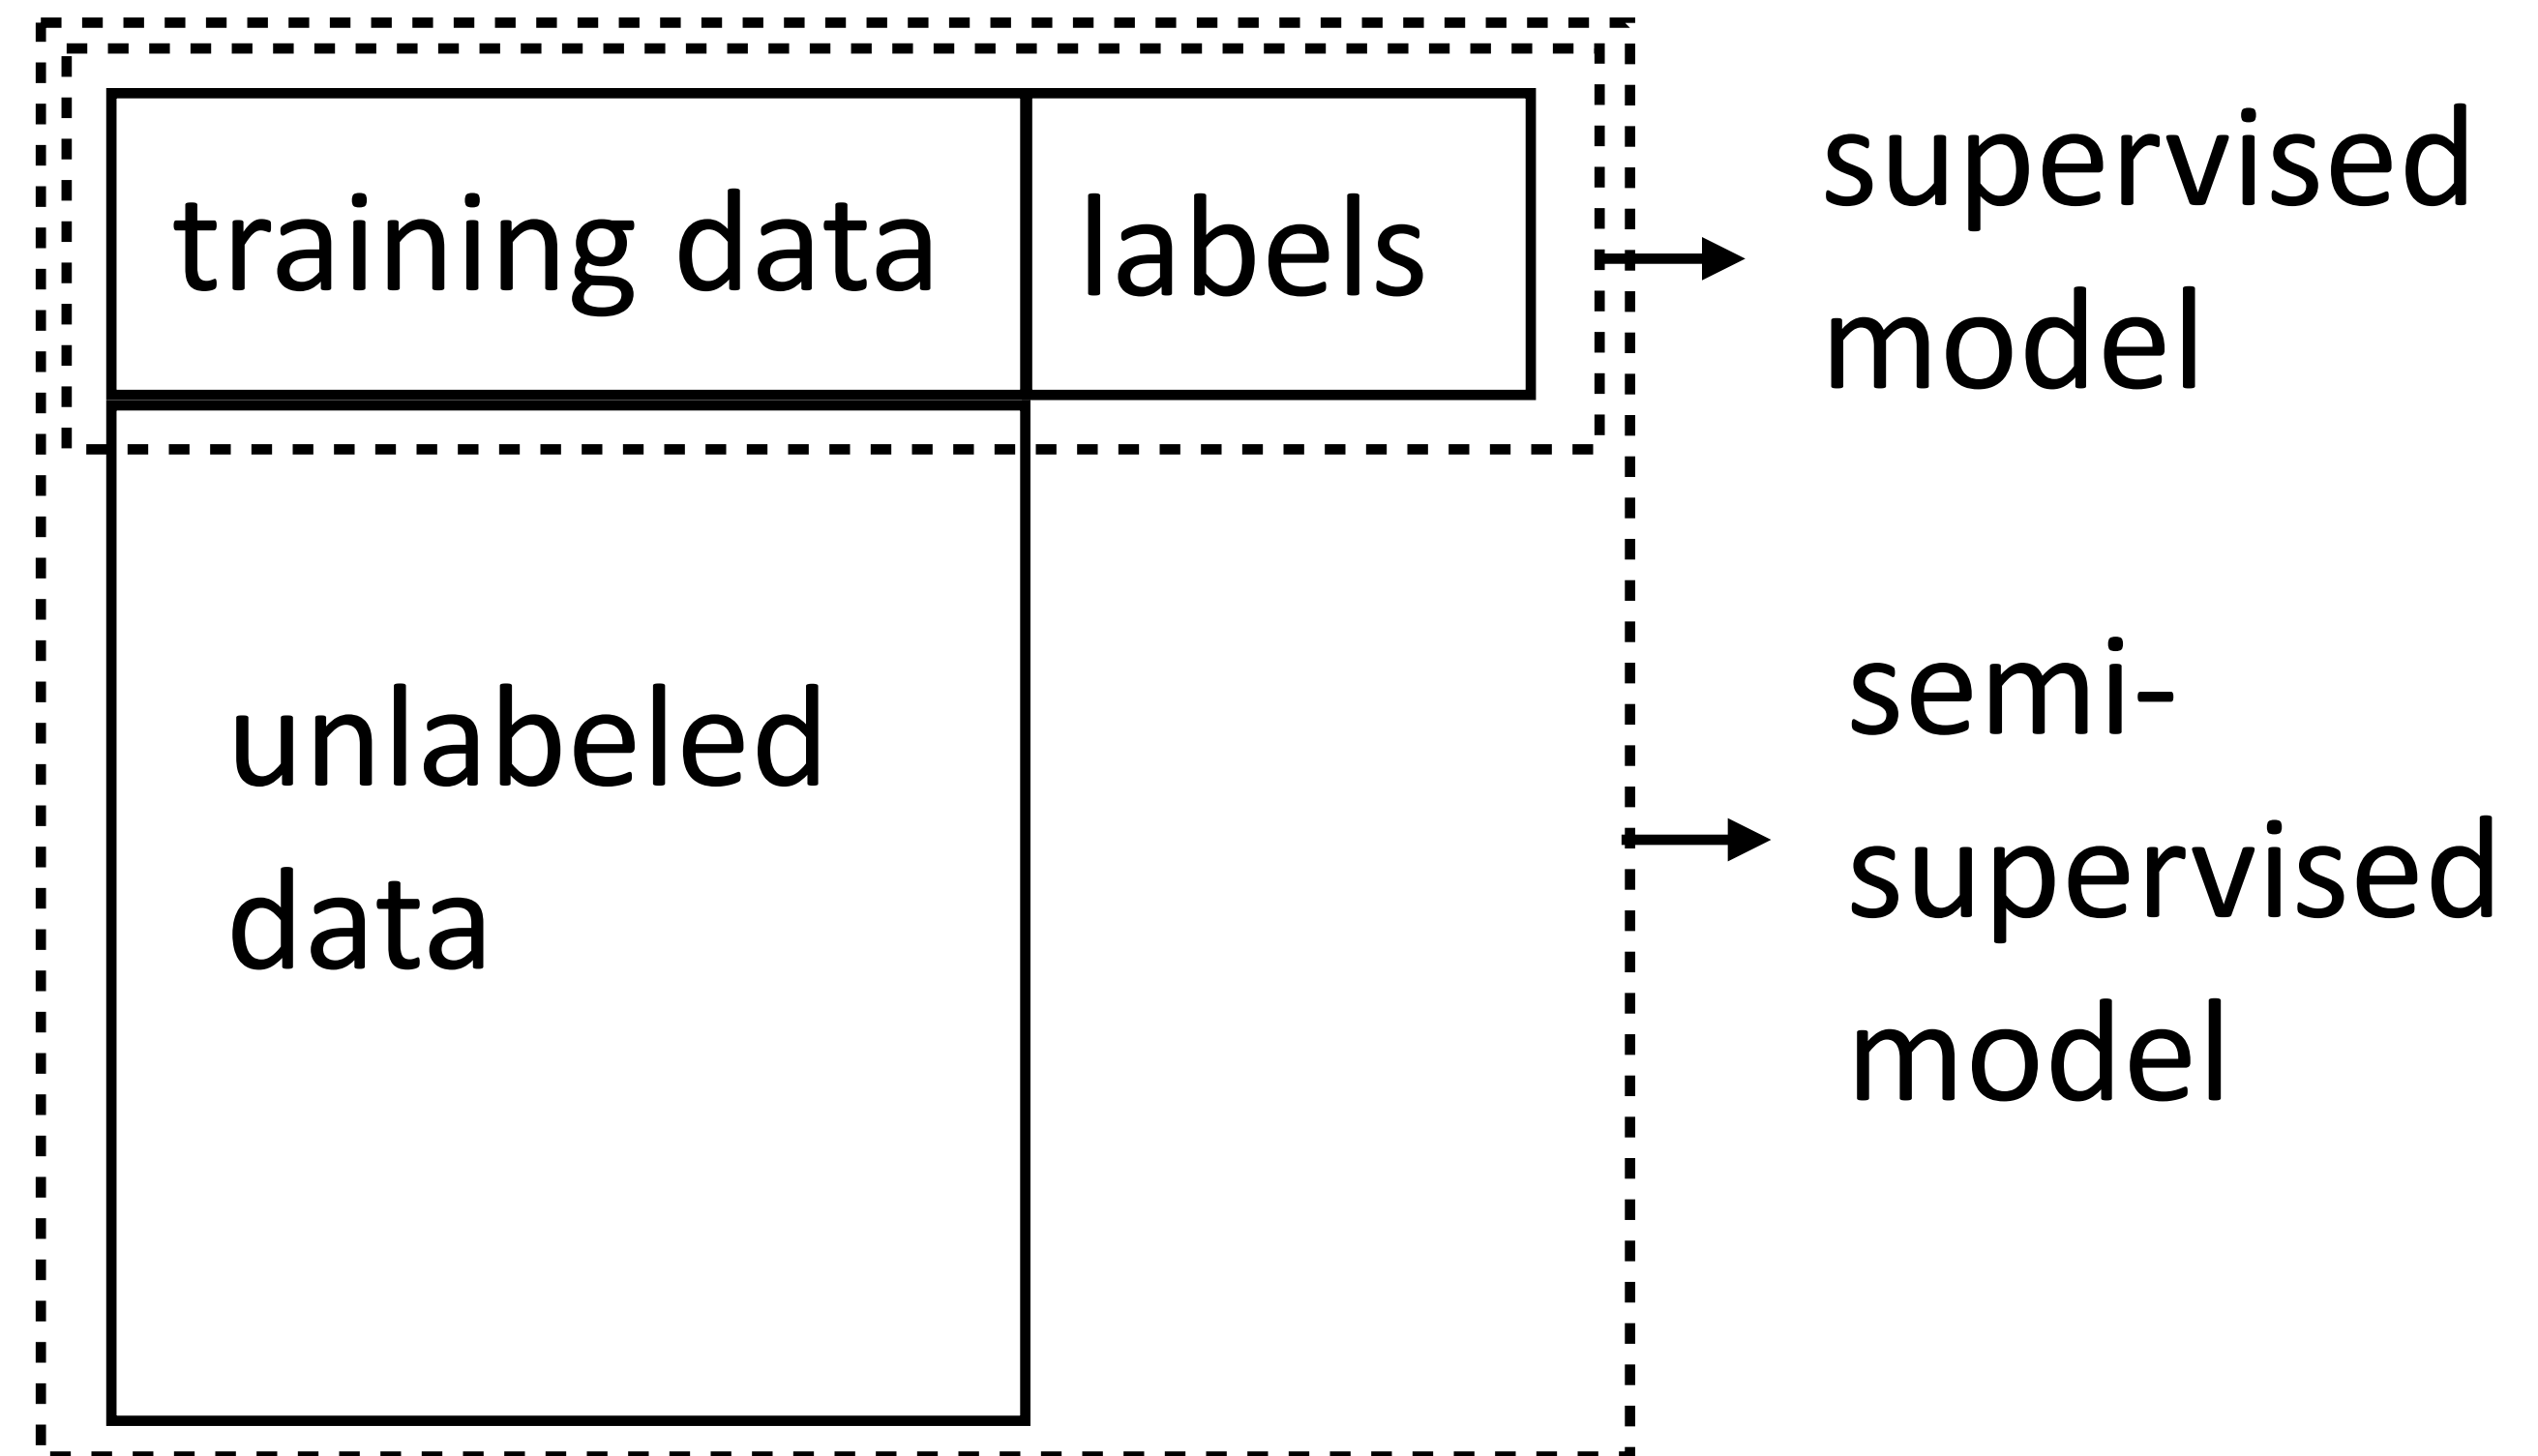 training data
labels
supervised
model
unlabeled
data
semi-
supervised
model